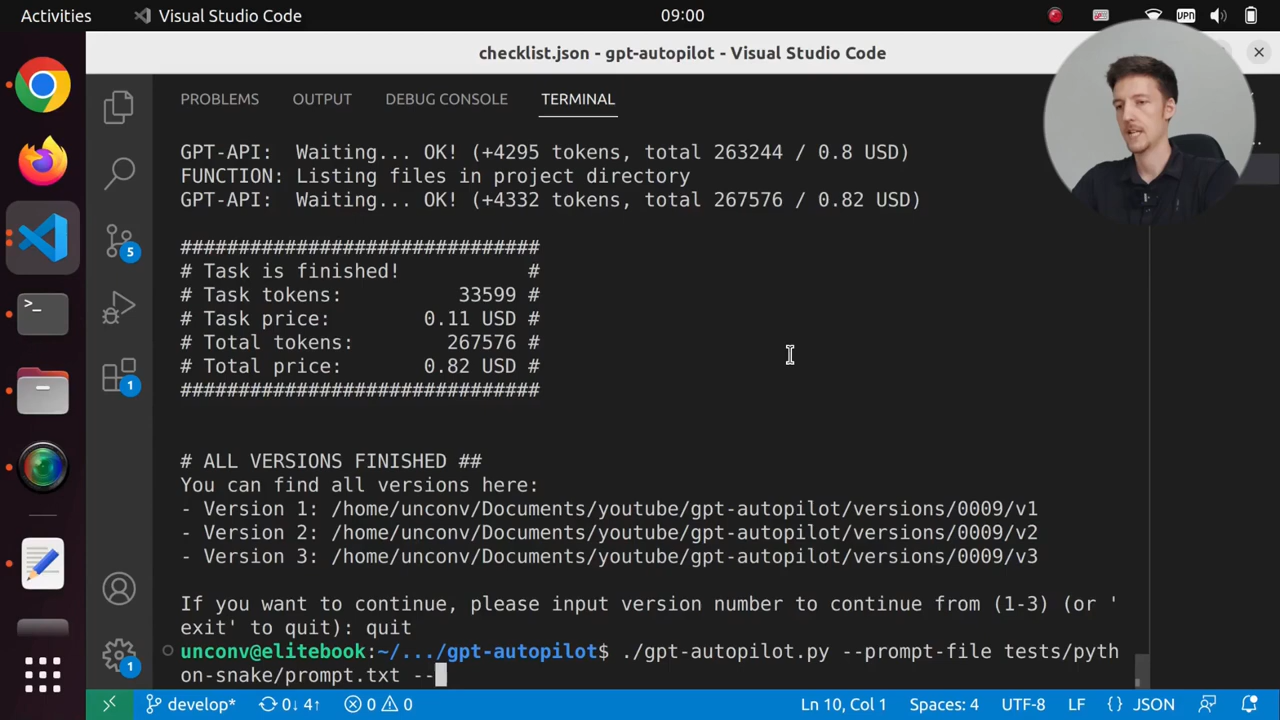 Activities
Visual Studio Code
09:00
VPN
checklist.json - gpt-autopilot - Visual Studio Code
PROBLEMS
OUTPUT
DEBUG CONSOLE
TERMINAL
GPT-API:  Waiting... OK! (+4295 tokens, total 263244 / 0.8 USD)
FUNCTION: Listing files in project directory
GPT-API:  Waiting... OK! (+4332 tokens, total 267576 / 0.82 USD)
###############################
# Task is finished!           #
# Task tokens:          33599 #
# Task price:        0.11 USD #
# Total tokens:        267576 #
# Total price:       0.82 USD #
###############################
# ALL VERSIONS FINISHED ##
You can find all versions here:
- Version 1: /home/unconv/Documents/youtube/gpt-autopilot/versions/0009/v1
- Version 2: /home/unconv/Documents/youtube/gpt-autopilot/versions/0009/v2
- Version 3: /home/unconv/Documents/youtube/gpt-autopilot/versions/0009/v3
If you want to continue, please input version number to continue from (1-3) (or '
exit' to quit): quit
unconv@elitebook:~/.../gpt-autopilot$ ./gpt-autopilot.py --prompt-file tests/pyth
on-snake/prompt.txt --
5
1
1
develop*
0↓ 4↑
0
0
Ln 10, Col 1
Spaces: 4
UTF-8
LF
{ } JSON